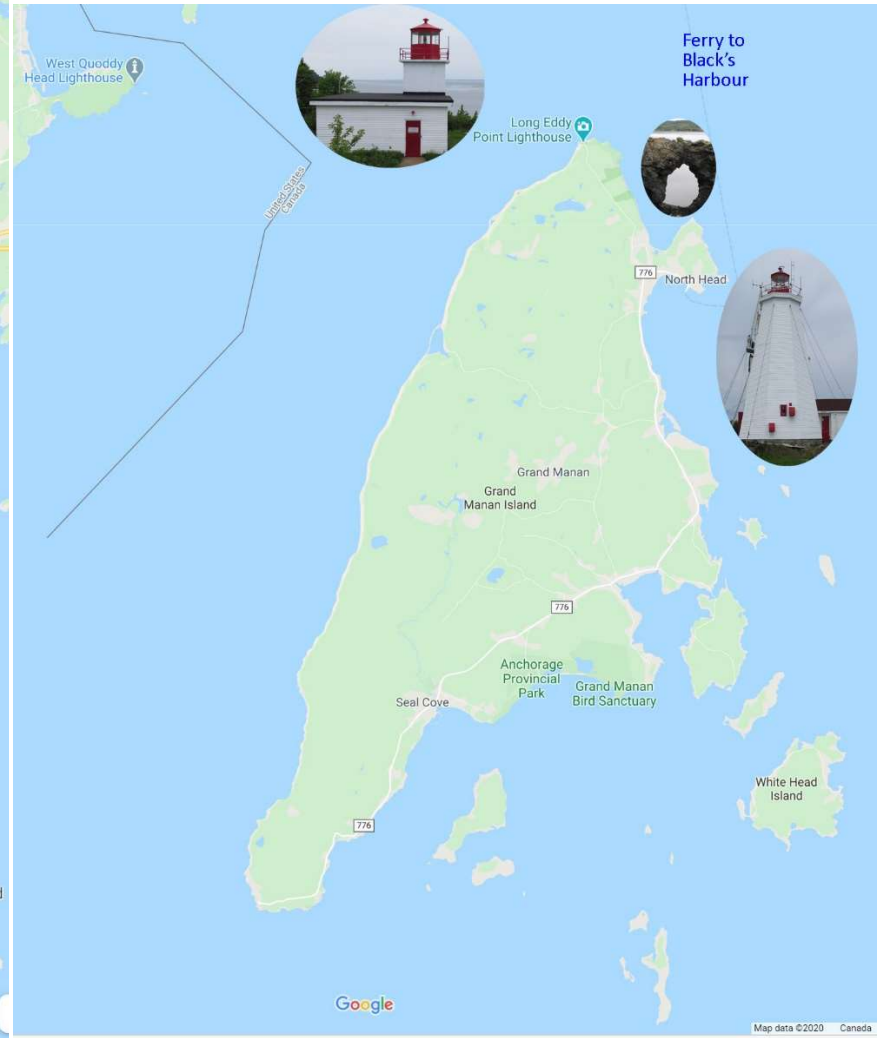 West Quoddy
Head Lighthouse
Ferry to
Black's
Harbour
Long Eddy
Point Lighthouse
United States
Canada
776
North Head
Grand Manan
Grand
Manan Island
776
Anchorage
Provincial
Park
Grand Manan
Bird Sanctuary
Seal Cove
White Head
Island
776
Google
Map data ©2020 Canada